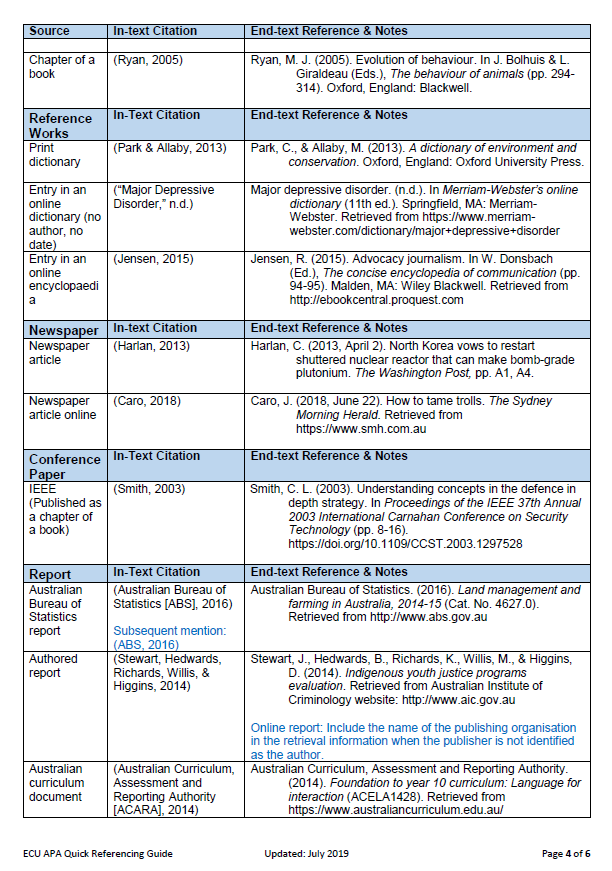 Source In-text Citation End-text Reference & Notes
Chapter of a (Ryan, 2005) Ryan, M. J. (2005). Evolution of behaviour. In J. Bolhuis & L.
book Giraldeau (Eds.), The behaviour of animals (pp. 294-
314). Oxford, England: Blackwell.
Reference In-Text Citation End-text Reference & Notes
Works
Print (Park & Allaby, 2013) Park, C., & Allaby, M. (2013). A dictionary of environment and
dictionary conservation. Oxford, England: Oxford University Press.
Entry in an (“Major Depressive Major depressive disorder. (n.d.). In Merriam-Webster’s online
online Disorder,” n.d.) dictionary (11th ed.). Springfield, MA: Merriam-
dictionary (no Webster. Retrieved from https://www.merriam-
author, no webster.com/dictionary/major+depressive+disorder
date)
Entry in an (Jensen, 2015) Jensen, R. (2015). Advocacy journalism. In W. Donsbach
online (Ed.), The concise encyclopedia of communication (pp.
encyclopaedi 94-95). Malden, MA: Wiley Blackwell. Retrieved from
a http://ebookcentral.proquest.com
Newspaper In-text Citation End-text Reference & Notes
Newspaper (Harlan, 2013) Harlan, C. (2013, April 2). North Korea vows to restart
article shuttered nuclear reactor that can make bomb-grade
plutonium. The Washington Post, pp. A1, A4.
Newspaper (Caro, 2018) Caro, J. (2018, June 22). How to tame trolls. The Sydney
article online Morning Herald. Retrieved from
https://www.smh.com.au
Conference In-Text Citation End-text Reference & Notes
Paper
IEEE (Smith, 2003) Smith, C. L. (2003). Understanding concepts in the defence in
(Published as depth strategy. In Proceedings of the IEEE 37th Annual
a chapter of 2003 International Carnahan Conference on Security
a book) Technology (pp. 8-16).
https://doi.org/10.1109/CCST.2003.1297528
Report In-Text Citation End-text Reference & Notes
Australian (Australian Bureau of Australian Bureau of Statistics. (2016). Land management and
Bureau of Statistics [ABS], 2016) farming in Australia, 2014-15 (Cat. No. 4627.0).
Statistics Retrieved from http://www.abs.gov.au
report Subsequent mention:
(ABS, 2016)
Authored (Stewart, Hedwards, Stewart, J., Hedwards, B., Richards, K., Willis, M., & Higgins,
report Richards, Willis, & D. (2014). Indigenous youth justice programs
Higgins, 2014) evaluation. Retrieved from Australian Institute of
Criminology website: http://www.aic.gov.au
Online report: Include the name of the publishing organisation
in the retrieval information when the publisher is not identified
as the author.
Australian (Australian Curriculum, Australian Curriculum, Assessment and Reporting Authority.
curriculum Assessment and (2014). Foundation to year 10 curriculum: Language for
document Reporting Authority interaction (ACELA1428). Retrieved from
[ACARA], 2014) https://www.australiancurriculum.edu.au/
ECU APA Quick Referencing Guide Updated: July 2019 Page 4 of 6